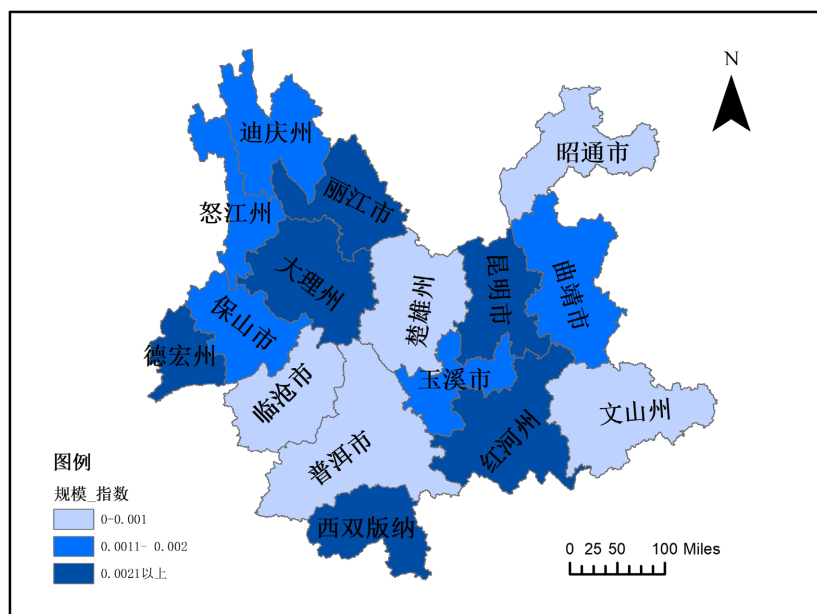 N
迪庆州
昭通市
丽江市
怒江州
大理州
楚雄州
昆明市
曲靖市
保山市
德宏州
临沧市
玉溪市
文山州
红河州
普洱市
西双版纳
图例
规模_指数
0-0.001
0.0011- 0.002
0.0021以上
0 25 50 100 Miles